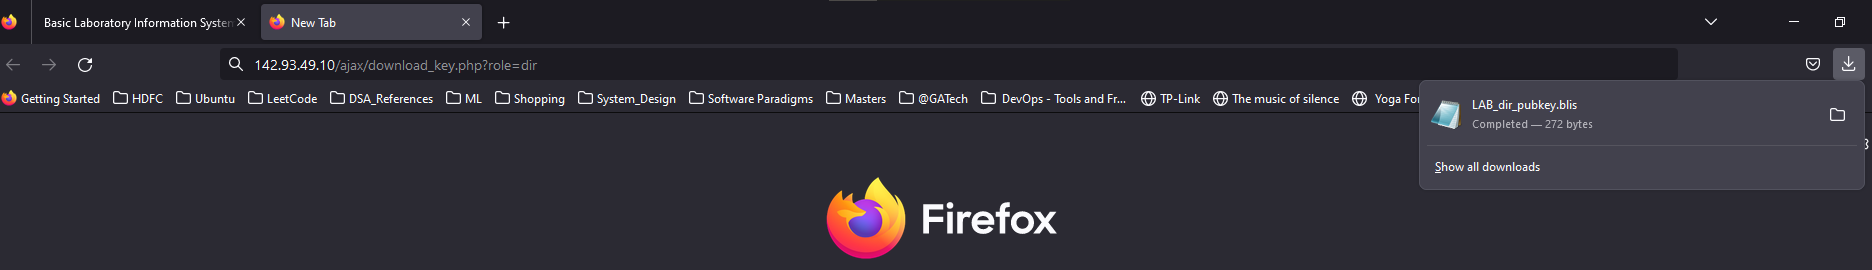 Basic Laboratory Information System
New Tab
142.93.49.10/ajax/download_key.php?role=dir
Getting Started HDFC Ubuntu LeetCode DSA_References ML Shopping System_Design Software Paradigms Masters @GATech DevOps - Tools and Fr... TP-Link The music of silence Yoga For
LAB_dir_pubkey.blis
Completed — 272 bytes
Show all downloads
Firefox